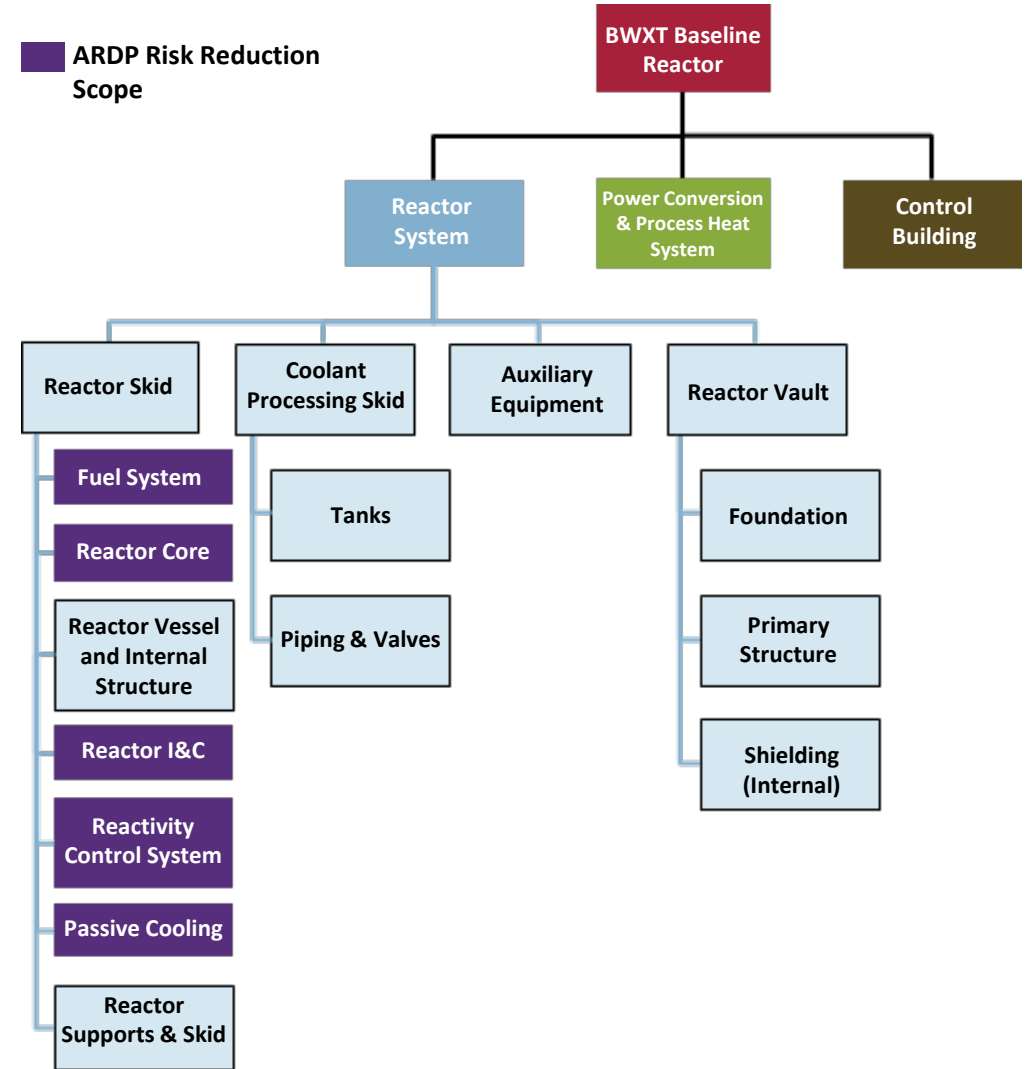 ARDP Risk Reduction
Scope
BWXT Baseline
Reactor
Reactor
System
Power Conversion
& Process Heat
System
Control
Building
Reactor Skid
Coolant
Processing Skid
Auxiliary
Equipment
Reactor Vault
Fuel System
Reactor Core
Reactor Vessel
and Internal
Structure
Reactor I&C
Reactivity
Control System
Passive Cooling
Reactor
Supports & Skid
Tanks
Piping & Valves
Foundation
Primary
Structure
Shielding
(Internal)